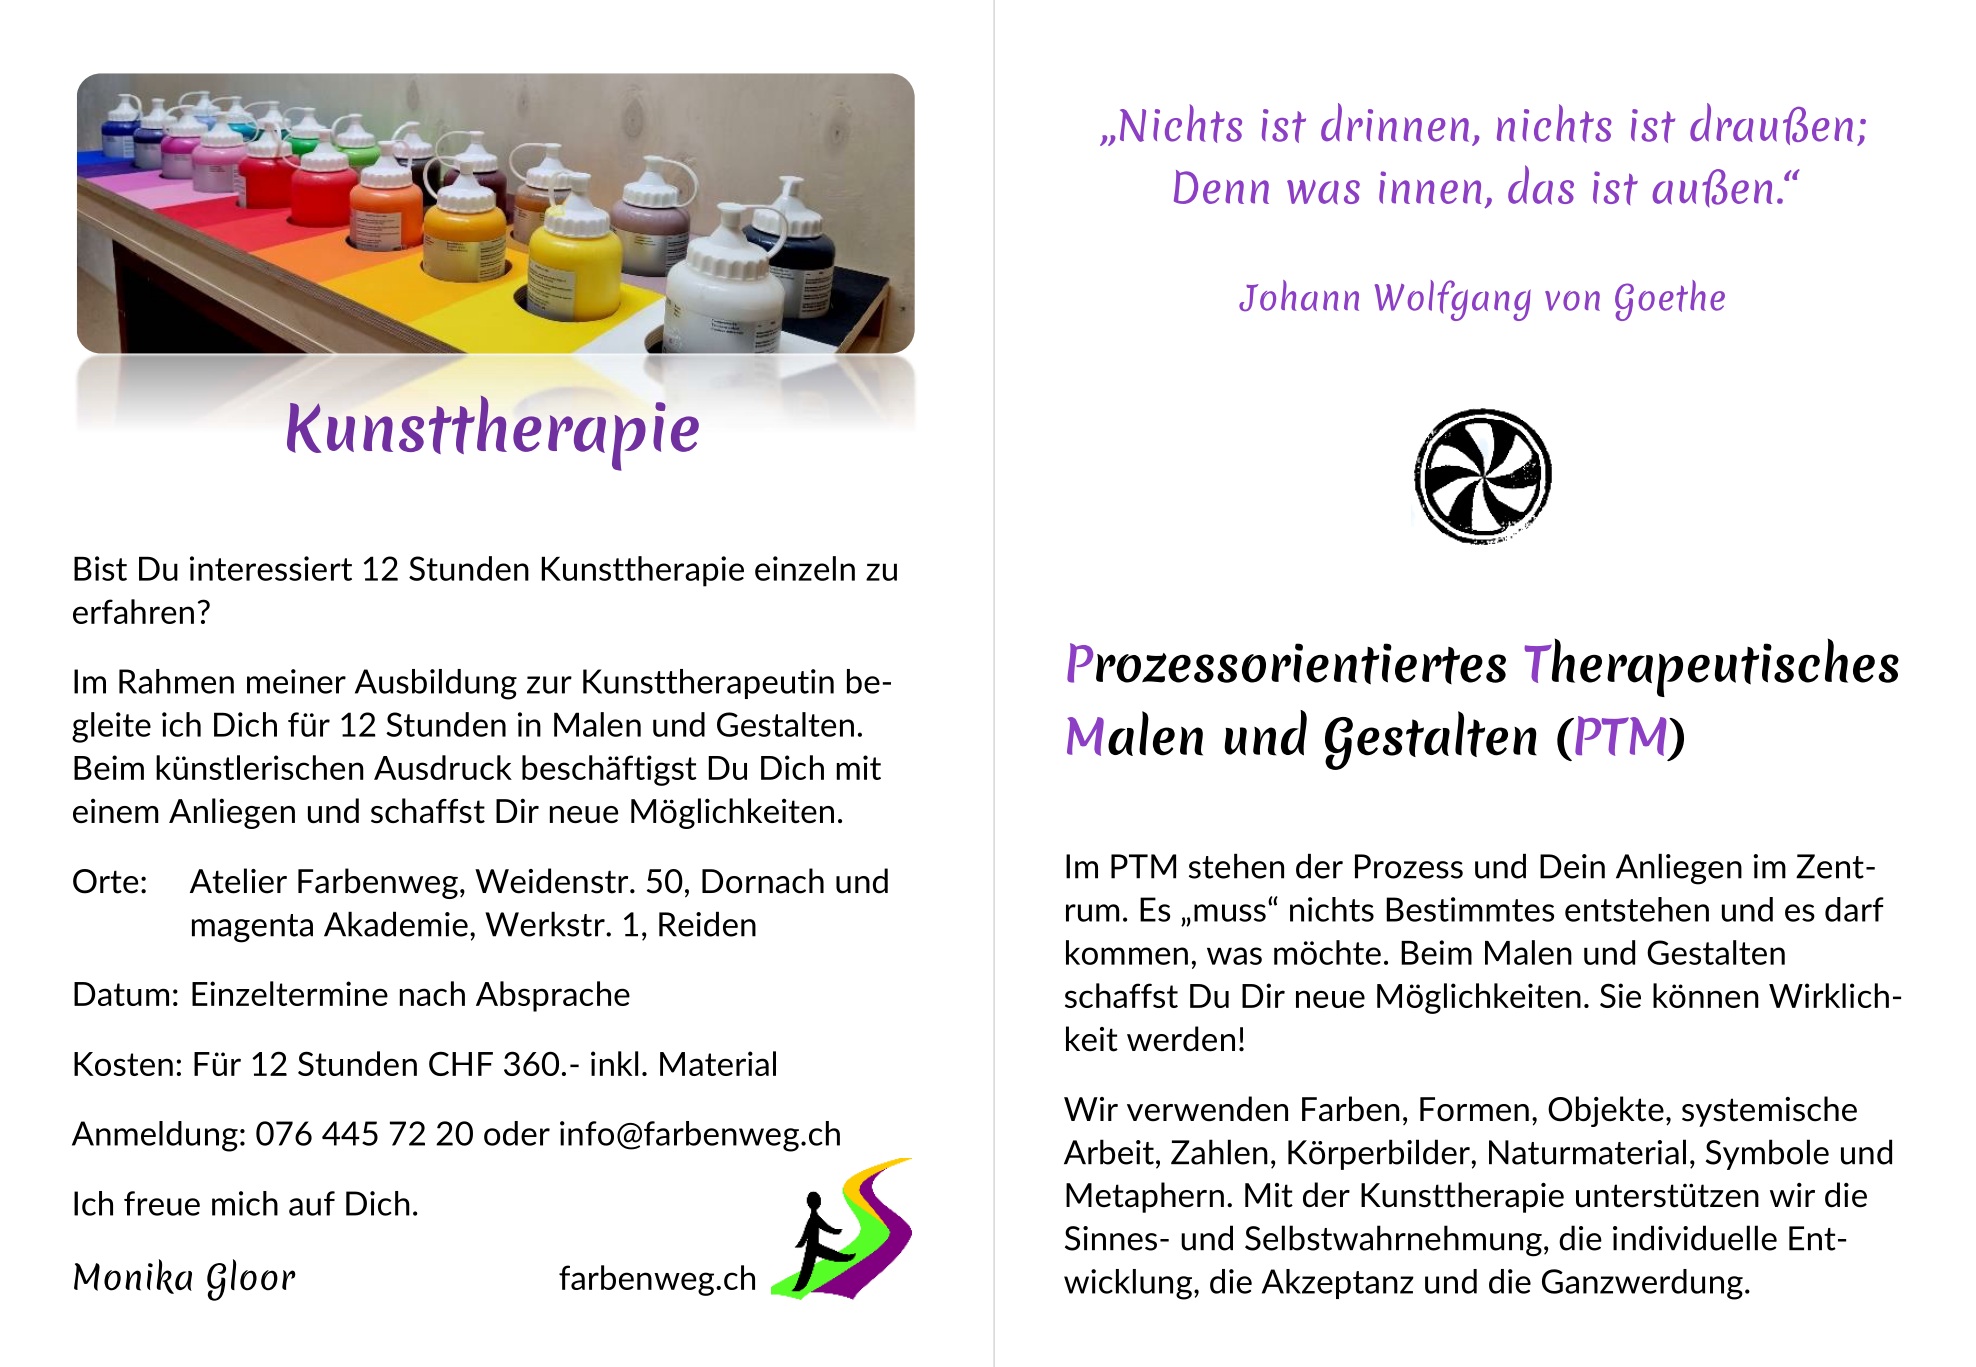 Kunsttherapie
Bist Du interessiert 12 Stunden Kunsttherapie einzeln zu
erfahren?
Im Rahmen meiner Ausbildung zur Kunsttherapeutin be-
gleite ich Dich für 12 Stunden in Malen und Gestalten.
Beim künstlerischen Ausdruck beschäftigst Du Dich mit
einem Anliegen und schaffst Dir neue Möglichkeiten.
Orte: Atelier Farbenweg, Weidenstr. 50, Dornach und
magenta Akademie, Werkstr. 1, Reiden
Datum: Einzeltermine nach Absprache
Kosten: Für 12 Stunden CHF 360.- inkl. Material
Anmeldung: 076 445 72 20 oder info@farbenweg.ch
Ich freue mich auf Dich.
Monika Gloor farbenweg.ch
„Nichts ist drinnen, nichts ist draußen;
Denn was innen, das ist außen.“
Johann Wolfgang von Goethe
Prozessorientiertes Therapeutisches
Malen und Gestalten (PTM)
Im PTM stehen der Prozess und Dein Anliegen im Zent-
rum. Es „muss“ nichts Bestimmtes entstehen und es darf
kommen, was möchte. Beim Malen und Gestalten
schaffst Du Dir neue Möglichkeiten. Sie können Wirklich-
keit werden!
Wir verwenden Farben, Formen, Objekte, systemische
Arbeit, Zahlen, Körperbilder, Naturmaterial, Symbole und
Metaphern. Mit der Kunsttherapie unterstützen wir die
Sinnes- und Selbstwahrnehmung, die individuelle Ent-
wicklung, die Akzeptanz und die Ganzwerdung.